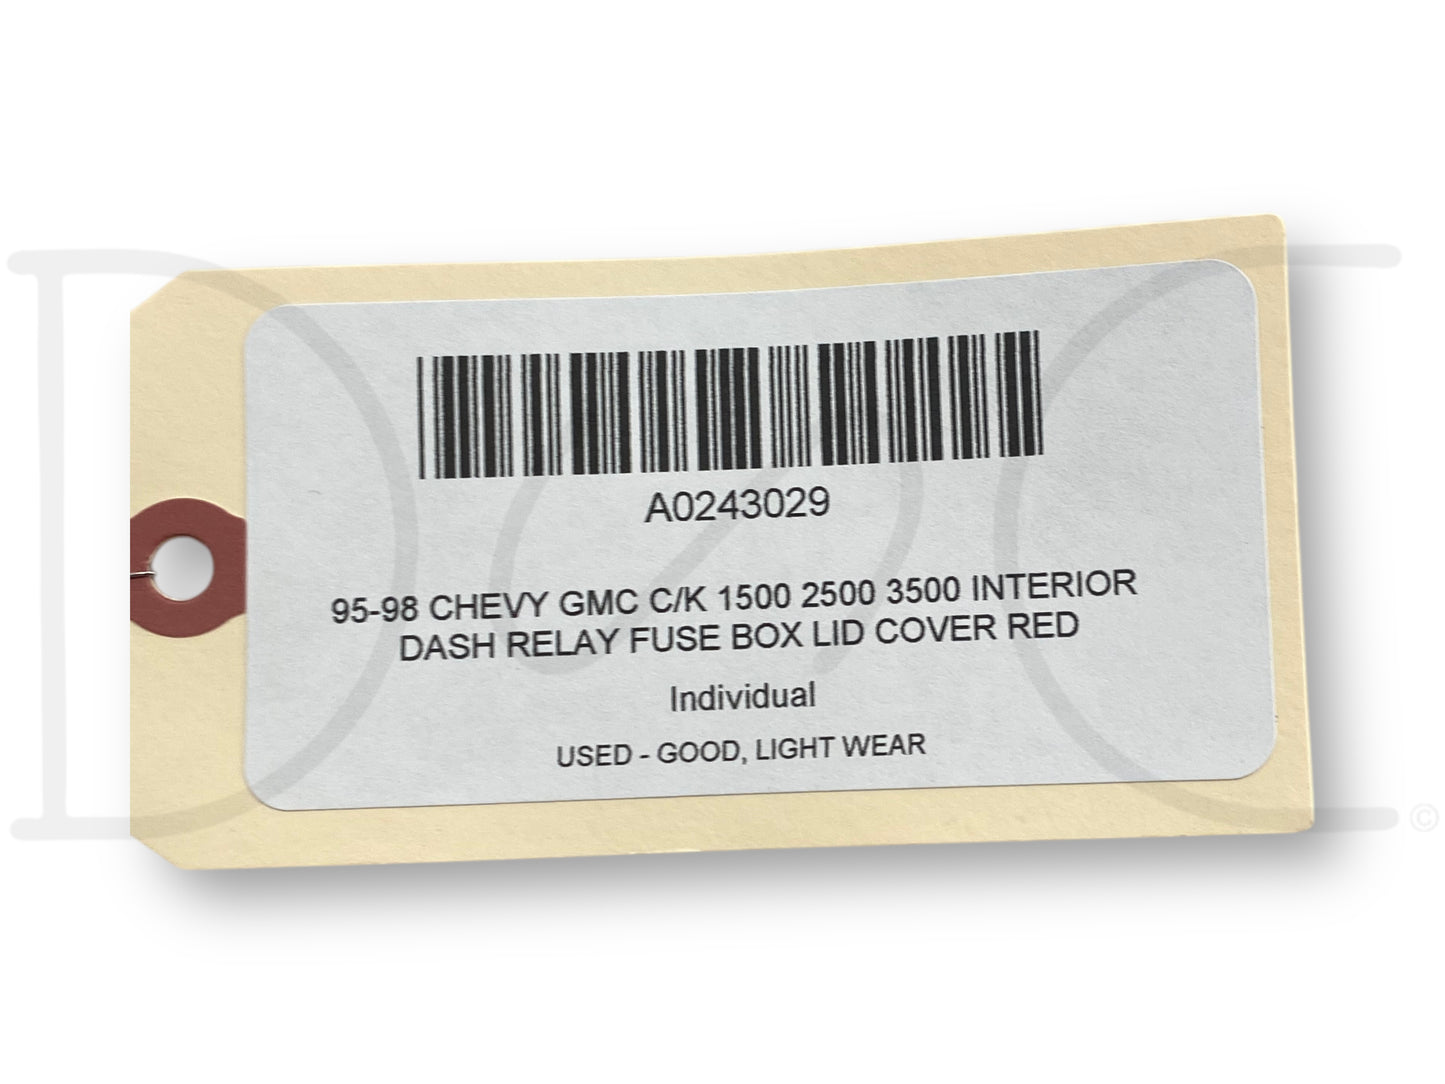 A0243029
95-98 CHEVY GMC C/K 1500 2500 3500 INTERIOR
DASH RELAY FUSE BOX LID COVER RED
Individual
USED - GOOD, LIGHT WEAR
©